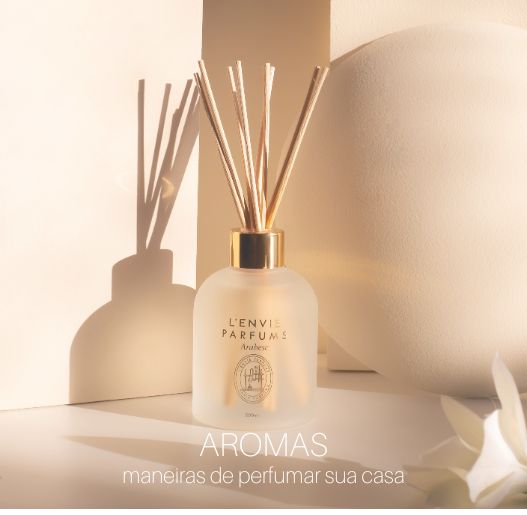 L'ENVIE
PARFUMS
Arabesc
AROMAS
maneiras de perfumar sua casa